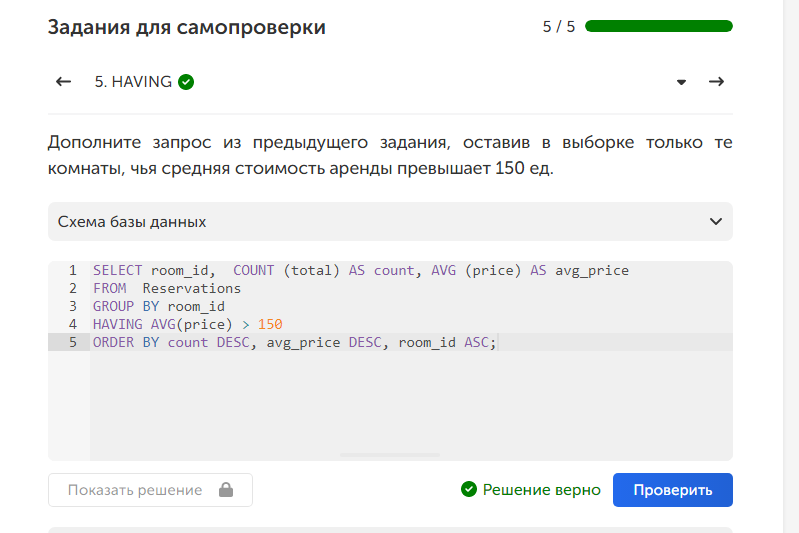 Задания для самопроверки
5 / 5
5. HAVING
Дополните запрос из предыдущего задания, оставив в выборке только те
комнаты, чья средняя стоимость аренды превышает 150 ед.
Схема базы данных
1 SELECT room_id,  COUNT (total) AS count, AVG (price) AS avg_price
2 FROM  Reservations
3 GROUP BY room_id
4 HAVING AVG(price) > 150
5 ORDER BY count DESC, avg_price DESC, room_id ASC;
Показать решение
Решение верно
Проверить